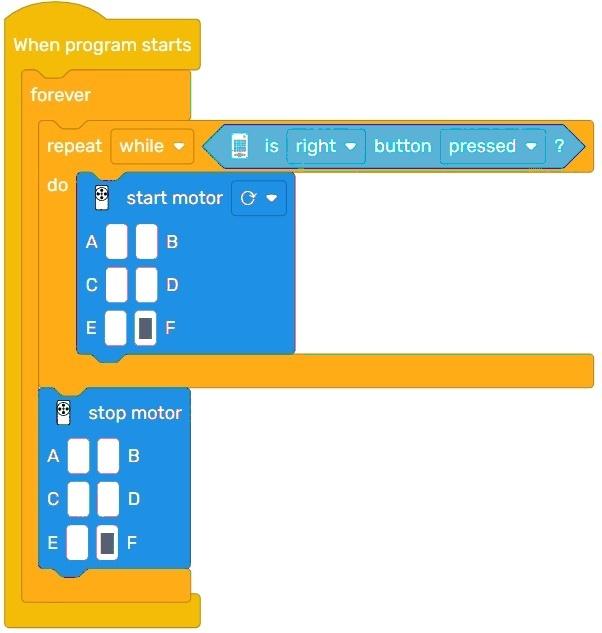 When program starts
forever
repeat while is right button pressed ?
do
start motor
A B
C D
E F
stop motor
A B
C D
E F